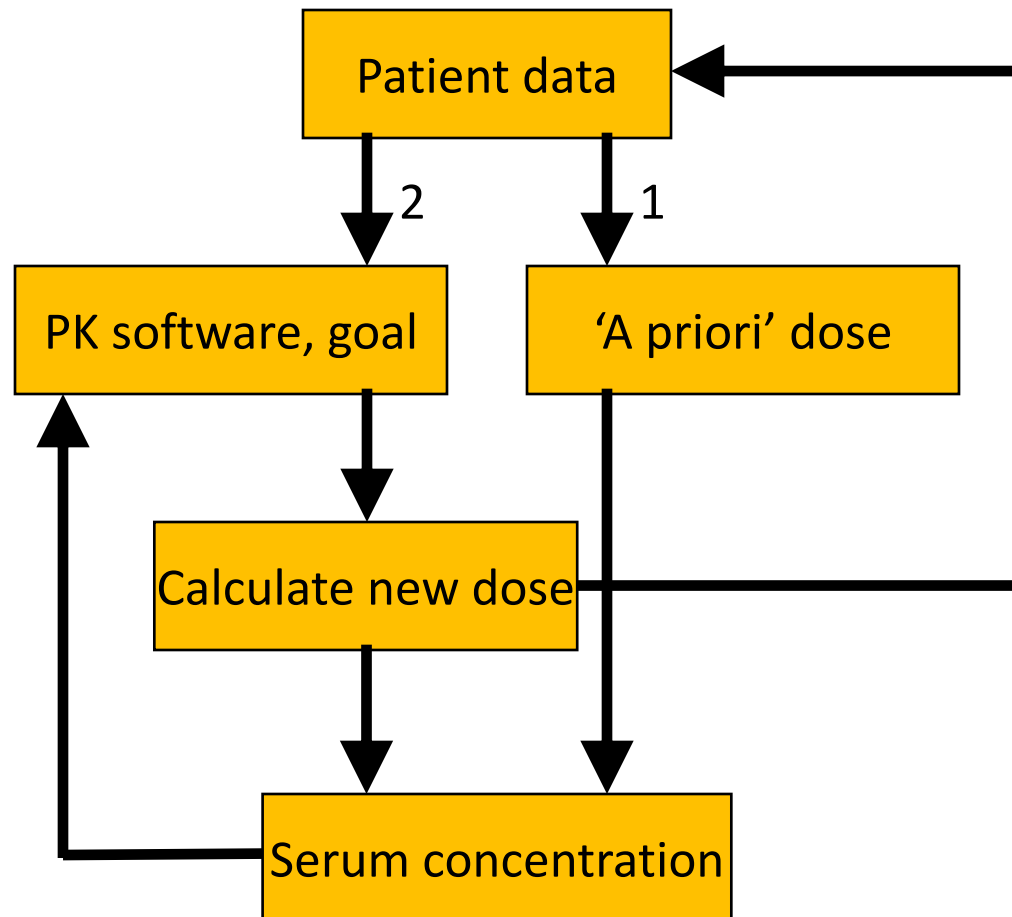 Patient data
2
1
PK software, goal
‘A priori’ dose
Calculate new dose
Serum concentration